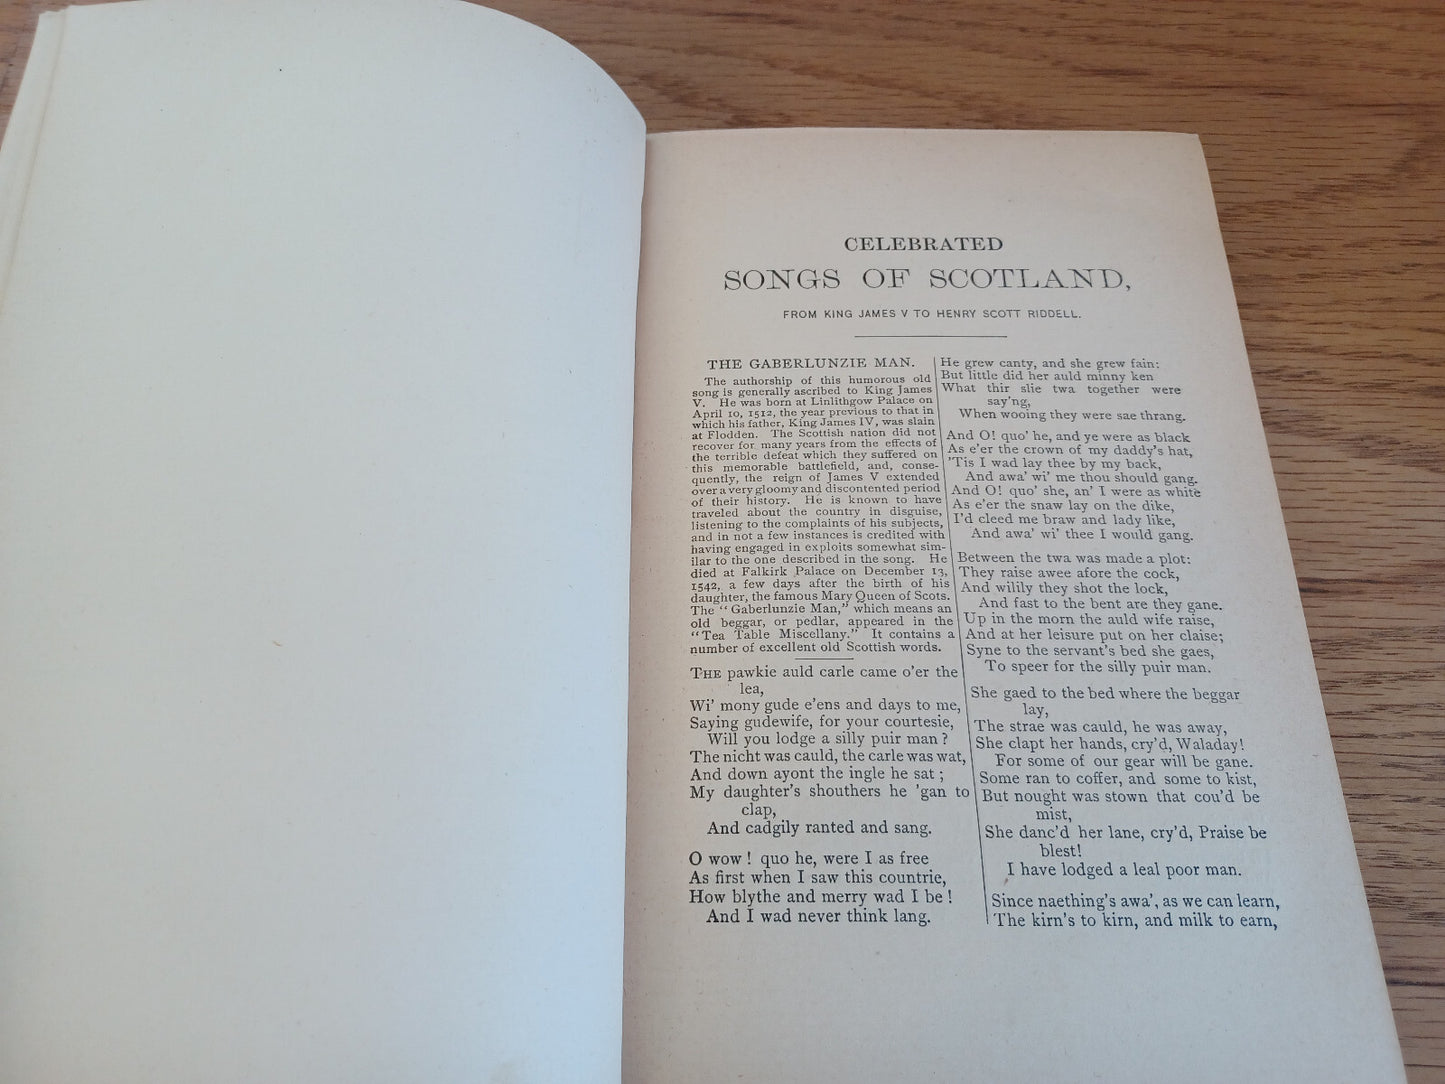 CELEBRATED
SONGS OF SCOTLAND,
FROM KING JAMES V TO HENRY SCOTT RIDDELL.
THE GABERLUNZIE MAN.
The authorship of this humorous old
song is generally ascribed to King James
V. He was born at Linlithgow Palace on
April 10, 1512, the year previous to that in
which his father, King James IV, was slain
at Flodden. The Scottish nation did not
recover for many years from the effects of
the terrible defeat which they suffered on
this memorable battlefield, and, conse-
quently, the reign of James V extended
over a very gloomy and discontented period
of their history. He is known to have
traveled about the country in disguise,
listening to the complaints of his subjects,
and in not a few instances is credited with
having engaged in exploits somewhat sim-
ilar to the one described in the song. He
died at Falkirk Palace on December 13,
1542, a few days after the birth of his
daughter, the famous Mary Queen of Scots.
The "Gaberlunzie Man," which means an
old beggar, or pedlar, appeared in the
"Tea Table Miscellany." It contains a
number of excellent old Scottish words.
THE pawkie auld carle came o'er the
lea,
Wi' mony gude e'ens and days to me,
Saying gudewife, for your courtesie,
Will you lodge a silly puir man?
The nicht was cauld, the carle was wat,
And down ayont the ingle he sat;
My daughter's shouthers he 'gan to
clap,
And cadgily ranted and sang.
O wow! quo he, were I as free
As first when I saw this countrie,
How blythe and merry wad I be!
And I wad never think lang.
He grew canty, and she grew fain:
But little did her auld minny ken
What thir slie twa together were
say'ng,
When wooing they were sae thrang.
And O! quo' he, and ye were as black
As e'er the crown of my daddy's hat,
'Tis I wad lay thee by my back,
And awa' wi' me thou should gang.
And O! quo' she, an' I were as white
As e'er the snaw lay on the dike,
I'd cleed me braw and lady like,
And awa' wi' thee I would gang.
Between the twa was made a plot:
They raise awee afore the cock,
And wilily they shot the lock,
And fast to the bent are they gane.
Up in the morn the auld wife raise,
And at her leisure put on her claise;
Syne to the servant's bed she gaes,
To speer for the silly puir man.
She gaed to the bed where the beggar
lay,
The strae was cauld, he was away,
She clapt her hands, cry'd, Waladay!
For some of our gear will be gane.
Some ran to coffer, and some to kist,
But nought was stown that cou'd be
mist,
She danc'd her lane, cry'd, Praise be
blest!
I have lodged a leal poor man.
Since naething's awa', as we can learn,
The kirn's to kirn, and milk to earn,